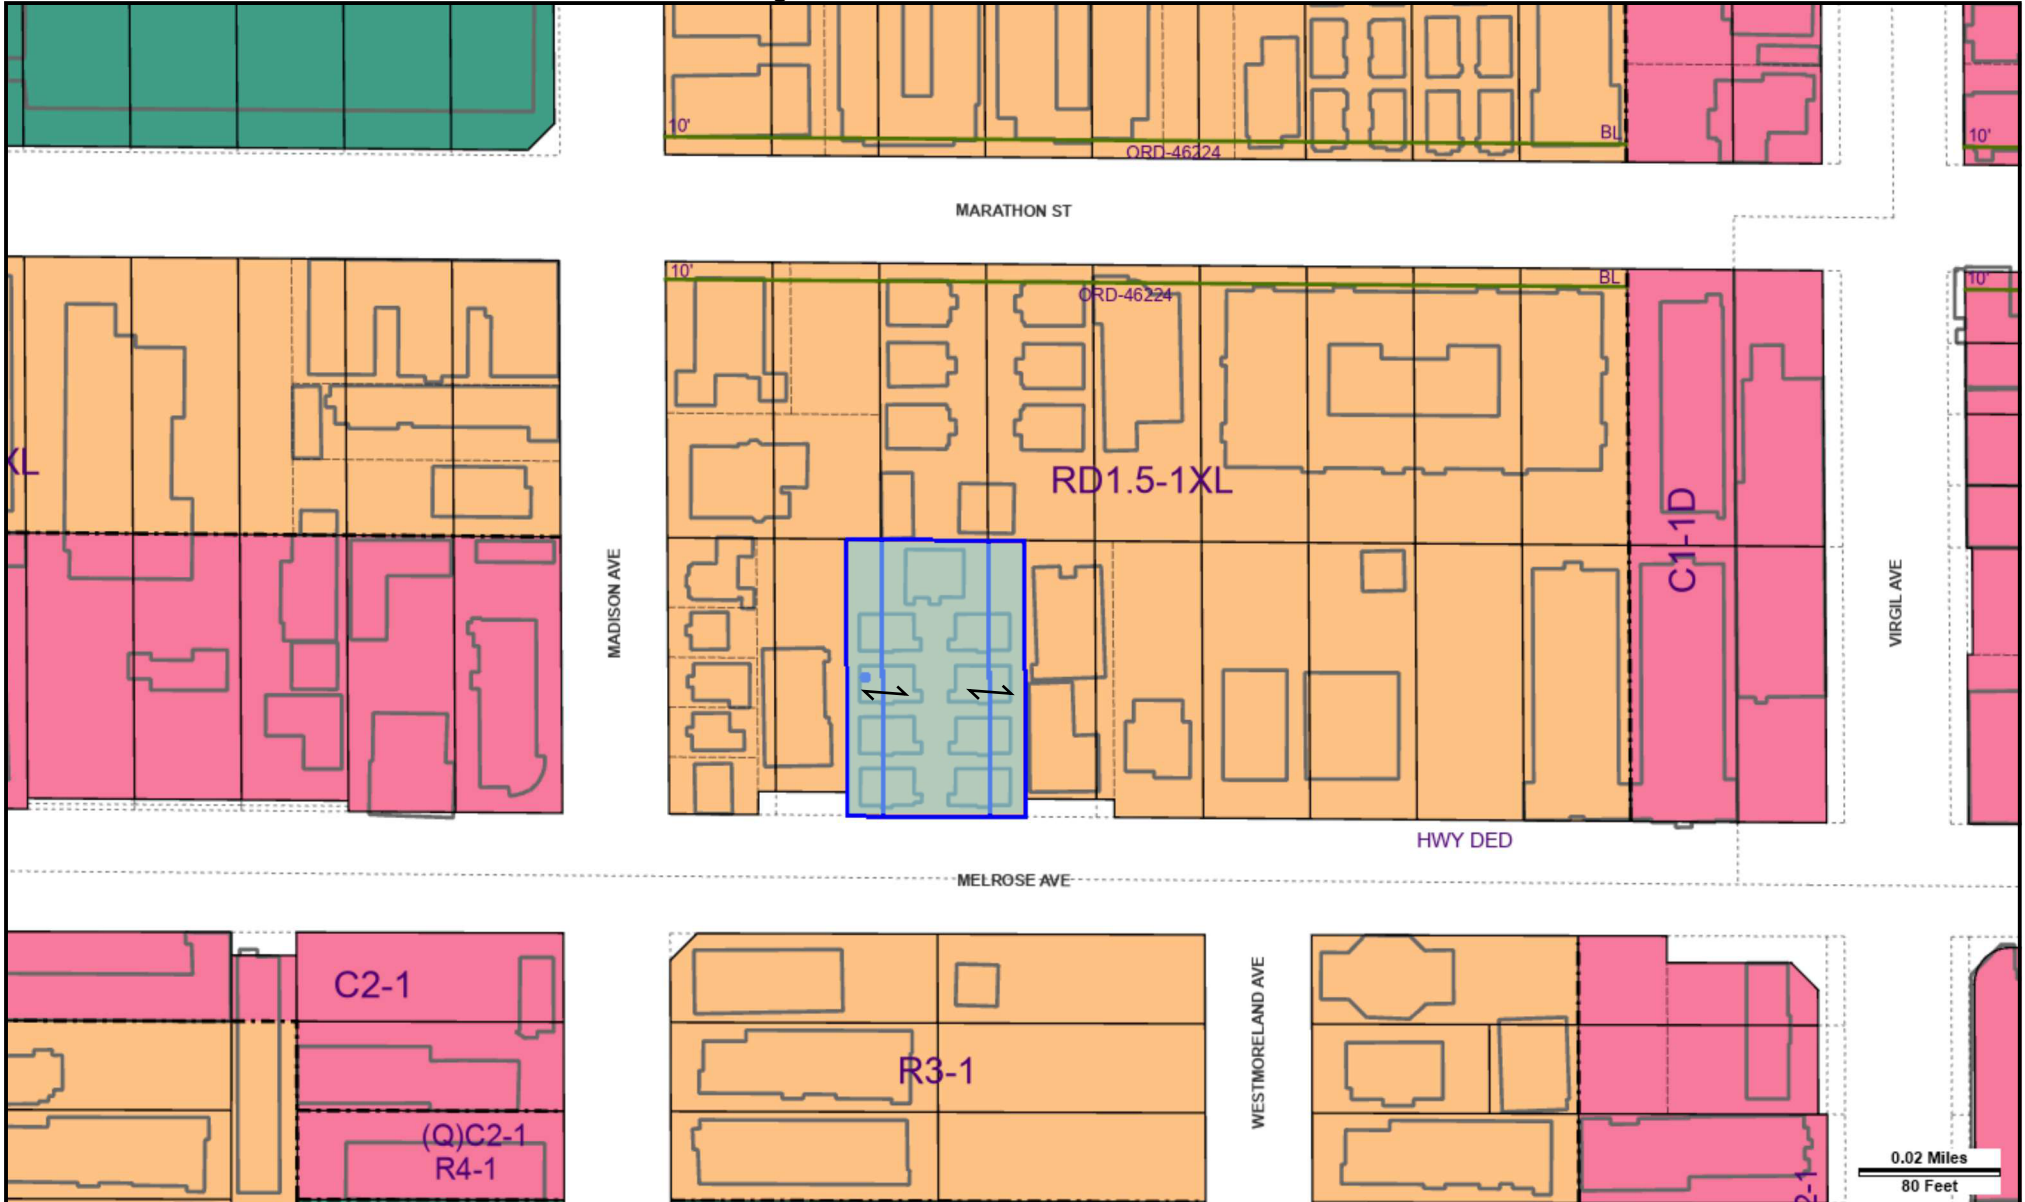 10'
BL
ORD-46224
10'
MARATHON ST
10'
BL
ORD-46224
10'
XL
RD1.5-1XL
C1-1D
MADISON AVE
VIRGIL AVE
HWY DED
MELROSE AVE
C2-1
WESTMORELAND AVE
R3-1
(Q)C2-1
R4-1
2-1
0.02 Miles
80 Feet